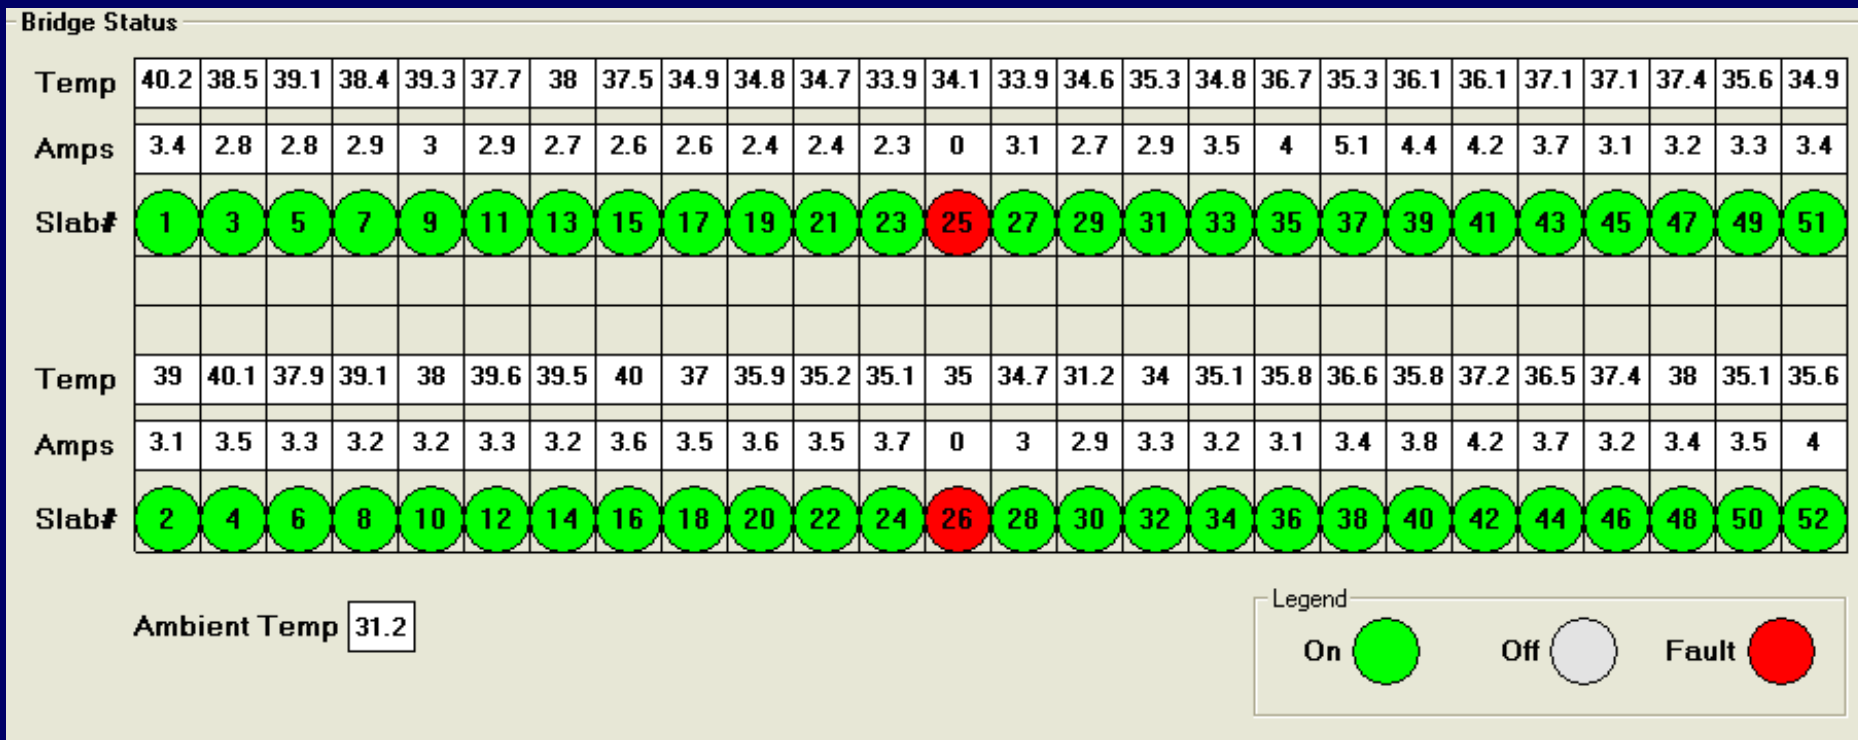 Bridge Status
Temp 40.2 38.5 39.1 38.4 39.3 37.7 38 37.5 34.9 34.8 34.7 33.9 34.1 33.9 34.6 35.3 34.8 36.7 35.3 36.1 36.1 37.1 37.1 37.4 35.6 34.9
Amps 3.4 2.8 2.8 2.9 3 2.9 2.7 2.6 2.6 2.4 2.4 2.3 0 3.1 2.7 2.9 3.5 4 5.1 4.4 4.2 3.7 3.1 3.2 3.3 3.4
Slab# 1 3 5 7 9 11 13 15 17 19 21 23 25 27 29 31 33 35 37 39 41 43 45 47 49 51
Temp 39 40.1 37.9 39.1 38 39.6 39.5 40 37 35.9 35.2 35.1 35 34.7 31.2 34 35.1 35.8 36.6 35.8 37.2 36.5 37.4 38 35.1 35.6
Amps 3.1 3.5 3.3 3.2 3.2 3.3 3.2 3.6 3.5 3.6 3.5 3.7 0 3 2.9 3.3 3.2 3.1 3.4 3.8 4.2 3.7 3.2 3.4 3.5 4
Slab# 2 4 6 8 10 12 14 16 18 20 22 24 26 28 30 32 34 36 38 40 42 44 46 48 50 52
Ambient Temp 31.2
Legend
On Off Fault